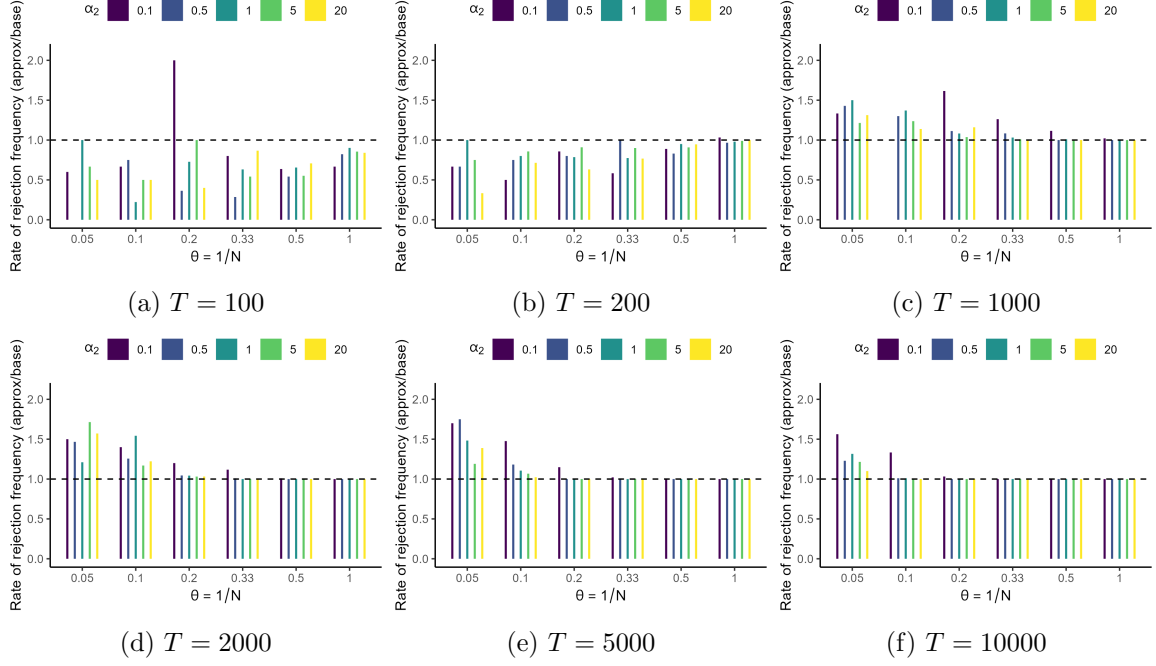 α2 0.1 0.5 1 5 20
Rate of rejection frequency (approx/base)
2.0
1.5
1.0
0.5
0.0
0.05 0.1 0.2 0.33 0.5 1
θ = 1/N
(a) T = 100
α2 0.1 0.5 1 5 20
Rate of rejection frequency (approx/base)
2.0
1.5
1.0
0.5
0.0
0.05 0.1 0.2 0.33 0.5 1
θ = 1/N
(b) T = 200
α2 0.1 0.5 1 5 20
Rate of rejection frequency (approx/base)
2.0
1.5
1.0
0.5
0.0
0.05 0.1 0.2 0.33 0.5 1
θ = 1/N
(c) T = 1000
α2 0.1 0.5 1 5 20
Rate of rejection frequency (approx/base)
2.0
1.5
1.0
0.5
0.0
0.05 0.1 0.2 0.33 0.5 1
θ = 1/N
(d) T = 2000
α2 0.1 0.5 1 5 20
Rate of rejection frequency (approx/base)
2.0
1.5
1.0
0.5
0.0
0.05 0.1 0.2 0.33 0.5 1
θ = 1/N
(e) T = 5000
α2 0.1 0.5 1 5 20
Rate of rejection frequency (approx/base)
2.0
1.5
1.0
0.5
0.0
0.05 0.1 0.2 0.33 0.5 1
θ = 1/N
(f) T = 10000